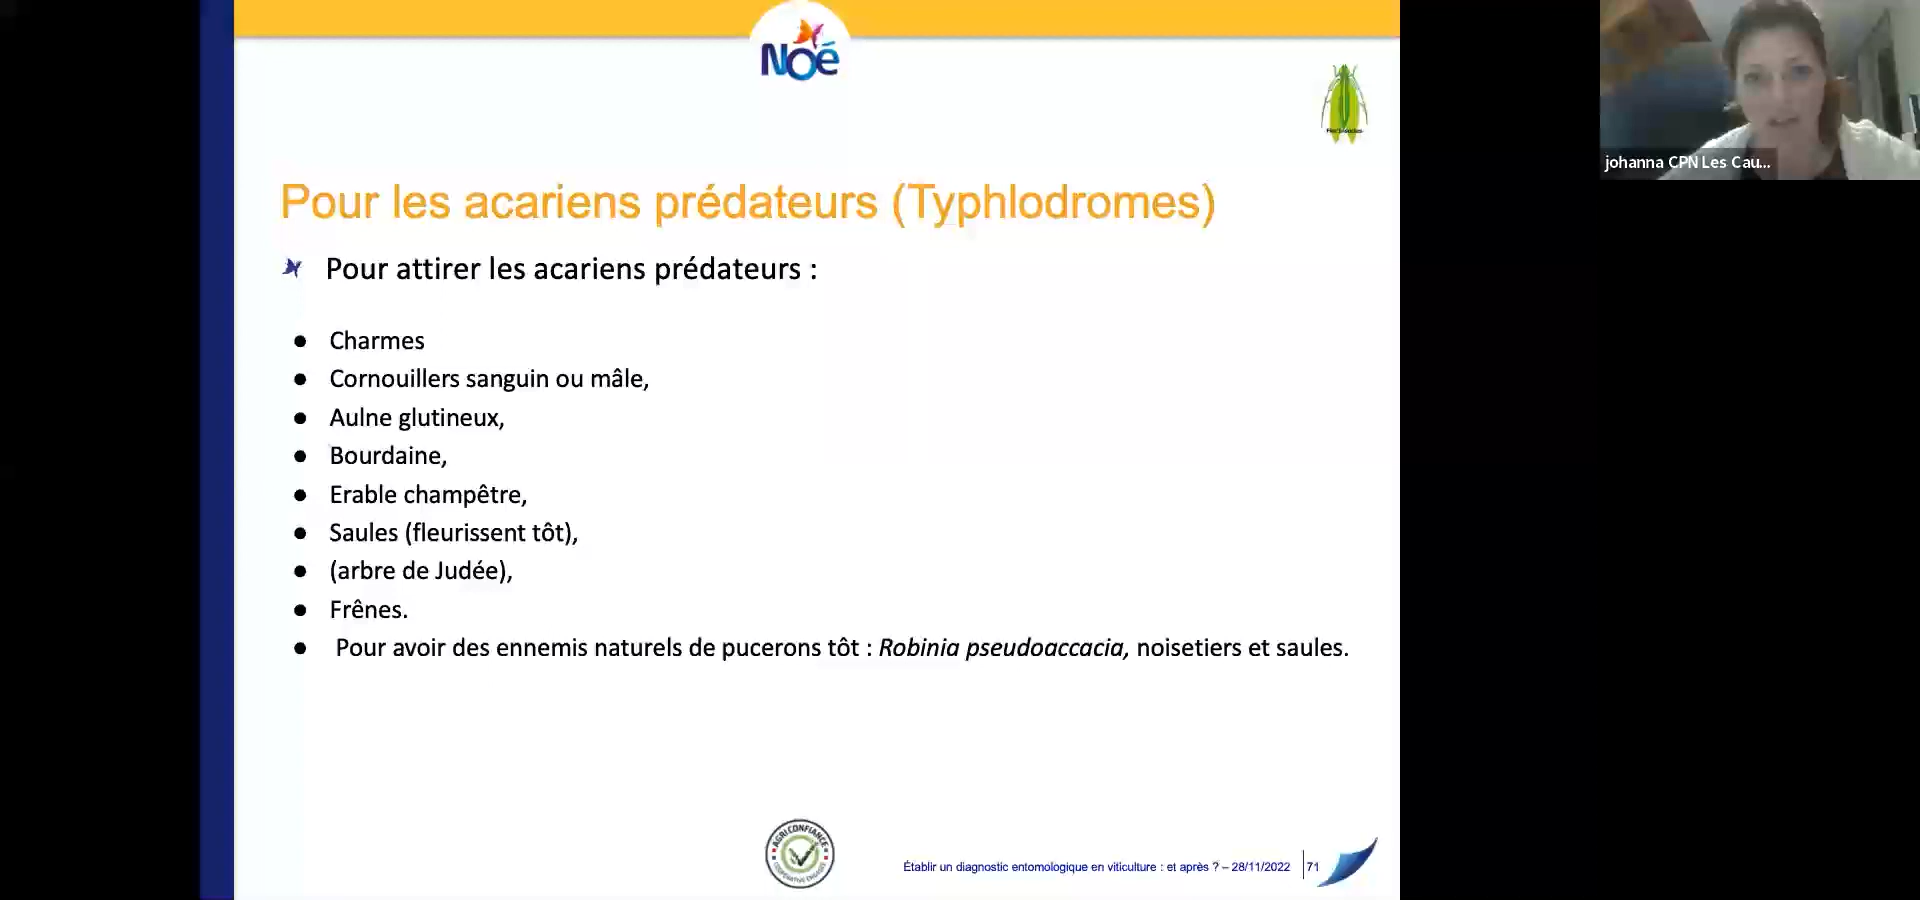 Noé
johanna CPN Les Cau...
Pour les acariens prédateurs (Typhlodromes)
Pour attirer les acariens prédateurs :
● Charmes
● Cornouillers sanguin ou mâle,
● Aulne glutineux,
● Bourdaine,
● Erable champêtre,
● Saules (fleurissent tôt),
● (arbre de Judée),
● Frênes.
● Pour avoir des ennemis naturels de pucerons tôt : Robinia pseudoaccacia, noisetiers et saules.
AGRI CONFIANCE
Établir un diagnostic entomologique en viticulture : et après ? – 28/11/2022 71